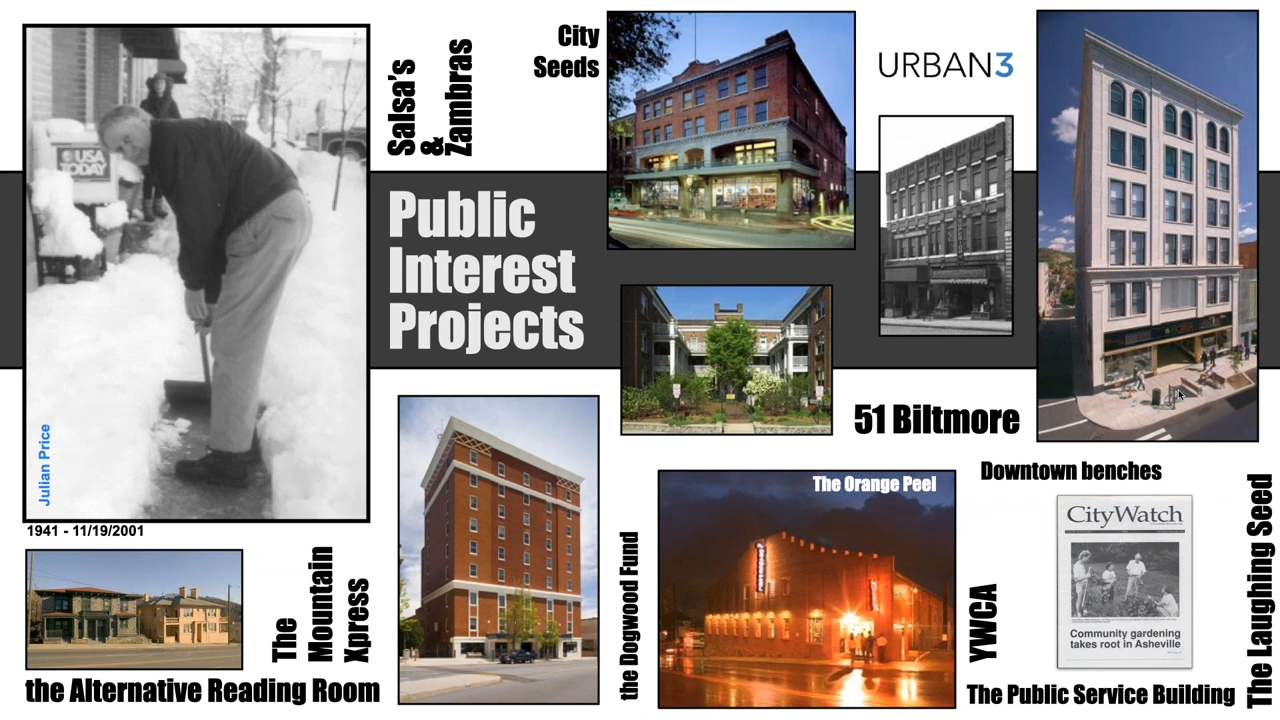 USA
TODAY
Julian Price
1941 - 11/19/2001
Salsa's
&
Zambras
City
Seeds
URBAN3
Public
Interest
Projects
51 Biltmore
The Orange Peel
Downtown benches
CityWatch
Community gardening
takes root in Asheville
The
Mountain
Xpress
the Alternative Reading Room
the Dogwood Fund
YWCA
The Public Service Building
The Laughing Seed